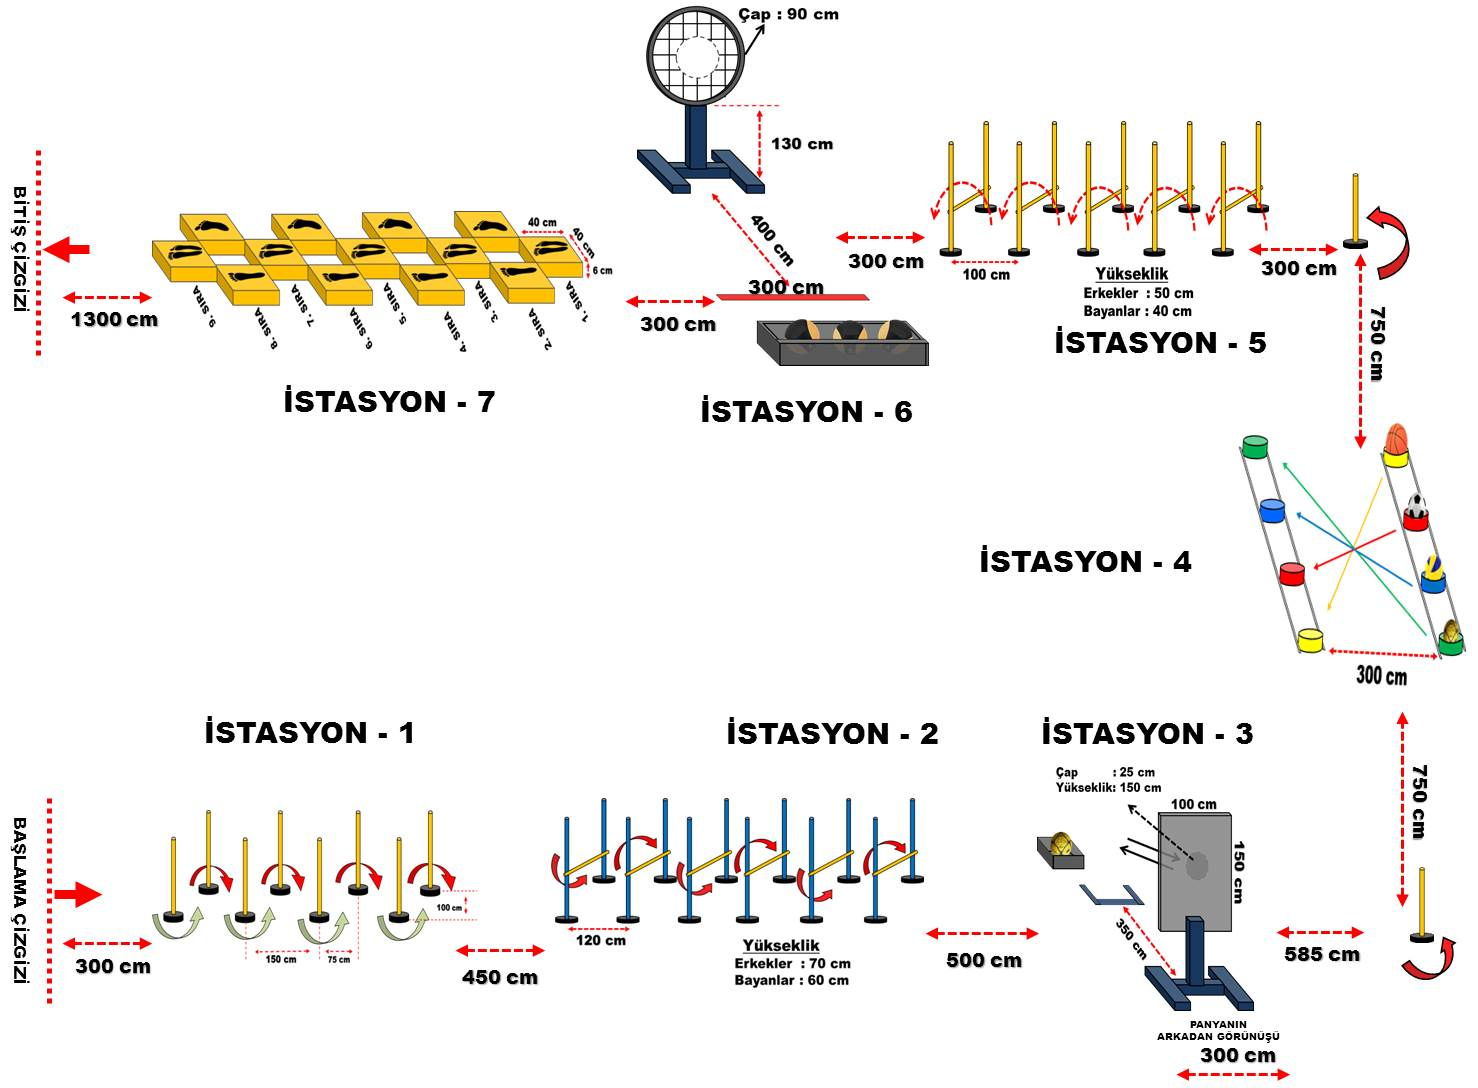 Çap : 90 cm
130 cm
400 cm
300 cm
BİTİŞ ÇİZGİZİ
1300 cm
40 cm
40 cm
6 cm
9. SIRA
8. SIRA
7. SIRA
6. SIRA
5. SIRA
4. SIRA
3. SIRA
2. SIRA
1. SIRA
300 cm
300 cm
100 cm
Yükseklik
Erkekler : 50 cm
Bayanlar : 40 cm
300 cm
750 cm
İSTASYON - 7
İSTASYON - 6
İSTASYON - 5
İSTASYON - 4
300 cm
İSTASYON - 1
İSTASYON - 2
İSTASYON - 3
BAŞLAMA ÇİZGİZİ
300 cm
150 cm
75 cm
100 cm
450 cm
120 cm
Yükseklik
Erkekler : 70 cm
Bayanlar : 60 cm
500 cm
Çap : 25 cm
Yükseklik: 150 cm
100 cm
150 cm
350 cm
PANYANIN
ARKADAN GÖRÜNÜŞÜ
300 cm
585 cm
750 cm